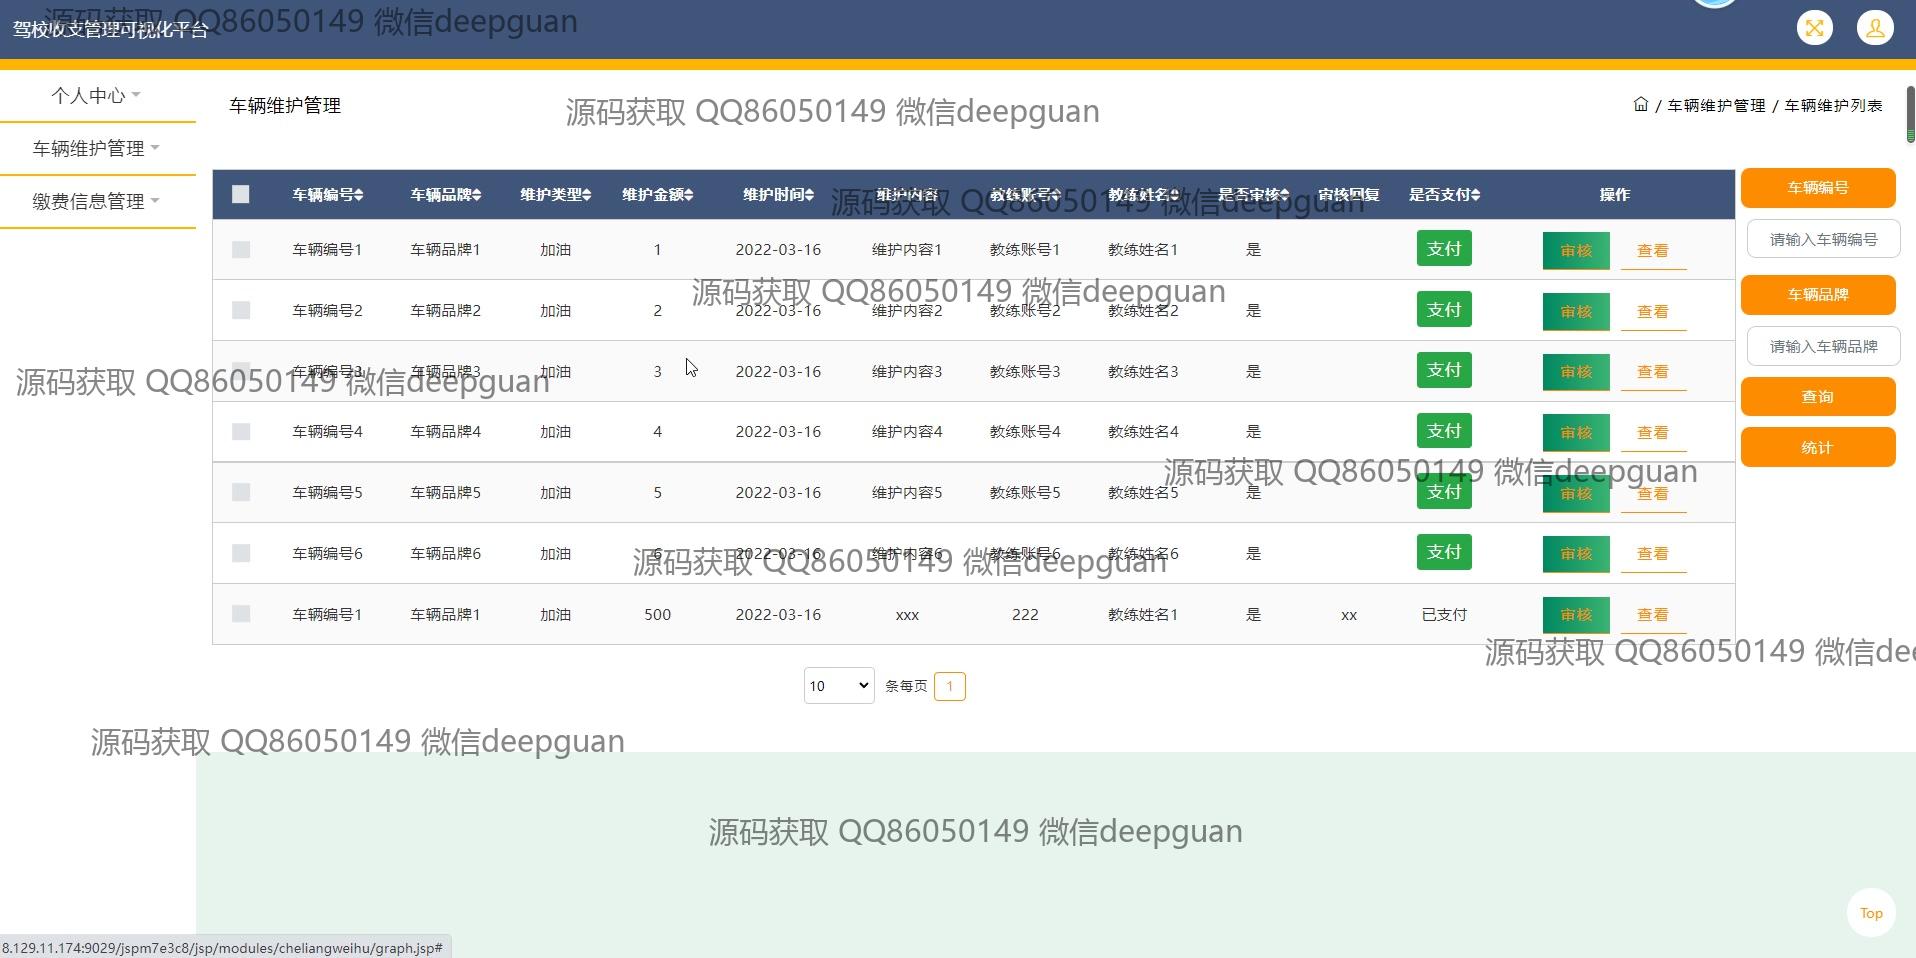 驾校收支管理可视化平台
源码获取 QQ86050149 微信deepguan
个人中心
车辆维护管理
缴费信息管理
车辆维护管理
源码获取 QQ86050149 微信deepguan
/ 车辆维护管理 / 车辆维护列表
车辆编号 车辆品牌 维护类型 维护金额 维护时间 维护内容 教练账号 教练姓名 是否审核 审核回复 是否支付 操作
源码获取 QQ86050149 微信deepguan
车辆编号1 车辆品牌1 加油 1 2022-03-16 维护内容1 教练账号1 教练姓名1 是 支付 审核 查看
源码获取 QQ86050149 微信deepguan
车辆编号2 车辆品牌2 加油 2 2022-03-16 维护内容2 教练账号2 教练姓名2 是 支付 审核 查看
车辆编号3 车辆品牌3 加油 3 2022-03-16 维护内容3 教练账号3 教练姓名3 是 支付 审核 查看
源码获取 QQ86050149 微信deepguan
车辆编号4 车辆品牌4 加油 4 2022-03-16 维护内容4 教练账号4 教练姓名4 是 支付 审核 查看
源码获取 QQ86050149 微信deepguan
车辆编号5 车辆品牌5 加油 5 2022-03-16 维护内容5 教练账号5 教练姓名5 是 支付 审核 查看
车辆编号6 车辆品牌6 加油 6 2022-03-16 维护内容6 教练账号6 教练姓名6 是 支付 审核 查看
源码获取 QQ86050149 微信deepguan
车辆编号1 车辆品牌1 加油 500 2022-03-16 xxx 222 教练姓名1 是 xx 已支付 审核 查看
车辆编号
请输入车辆编号
车辆品牌
请输入车辆品牌
查询
统计
源码获取 QQ86050149 微信dee
10 条每页 1
源码获取 QQ86050149 微信deepguan
源码获取 QQ86050149 微信deepguan
Top
8.129.11.174:9029/jspm7e3c8/jsp/modules/cheliangweihu/graph.jsp#